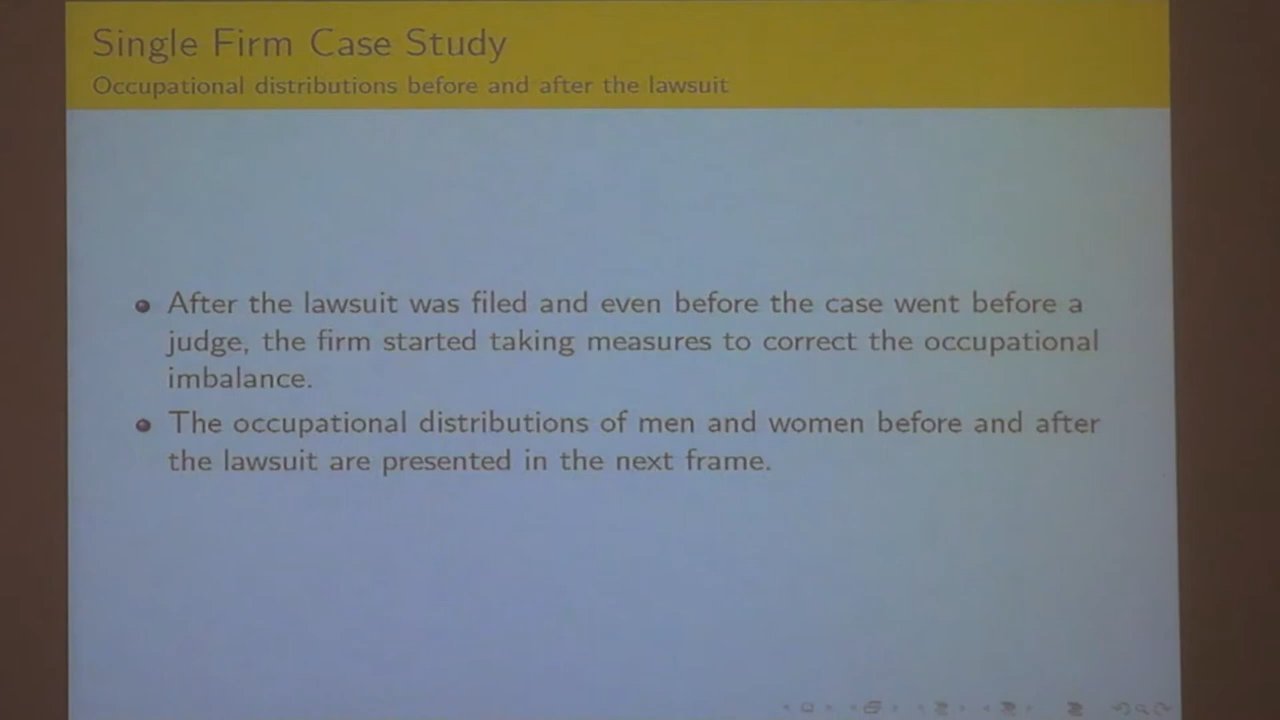 Single Firm Case Study
Occupational distributions before and after the lawsuit
After the lawsuit was filed and even before the case went before a
judge, the firm started taking measures to correct the occupational
imbalance.
The occupational distributions of men and women before and after
the lawsuit are presented in the next frame.